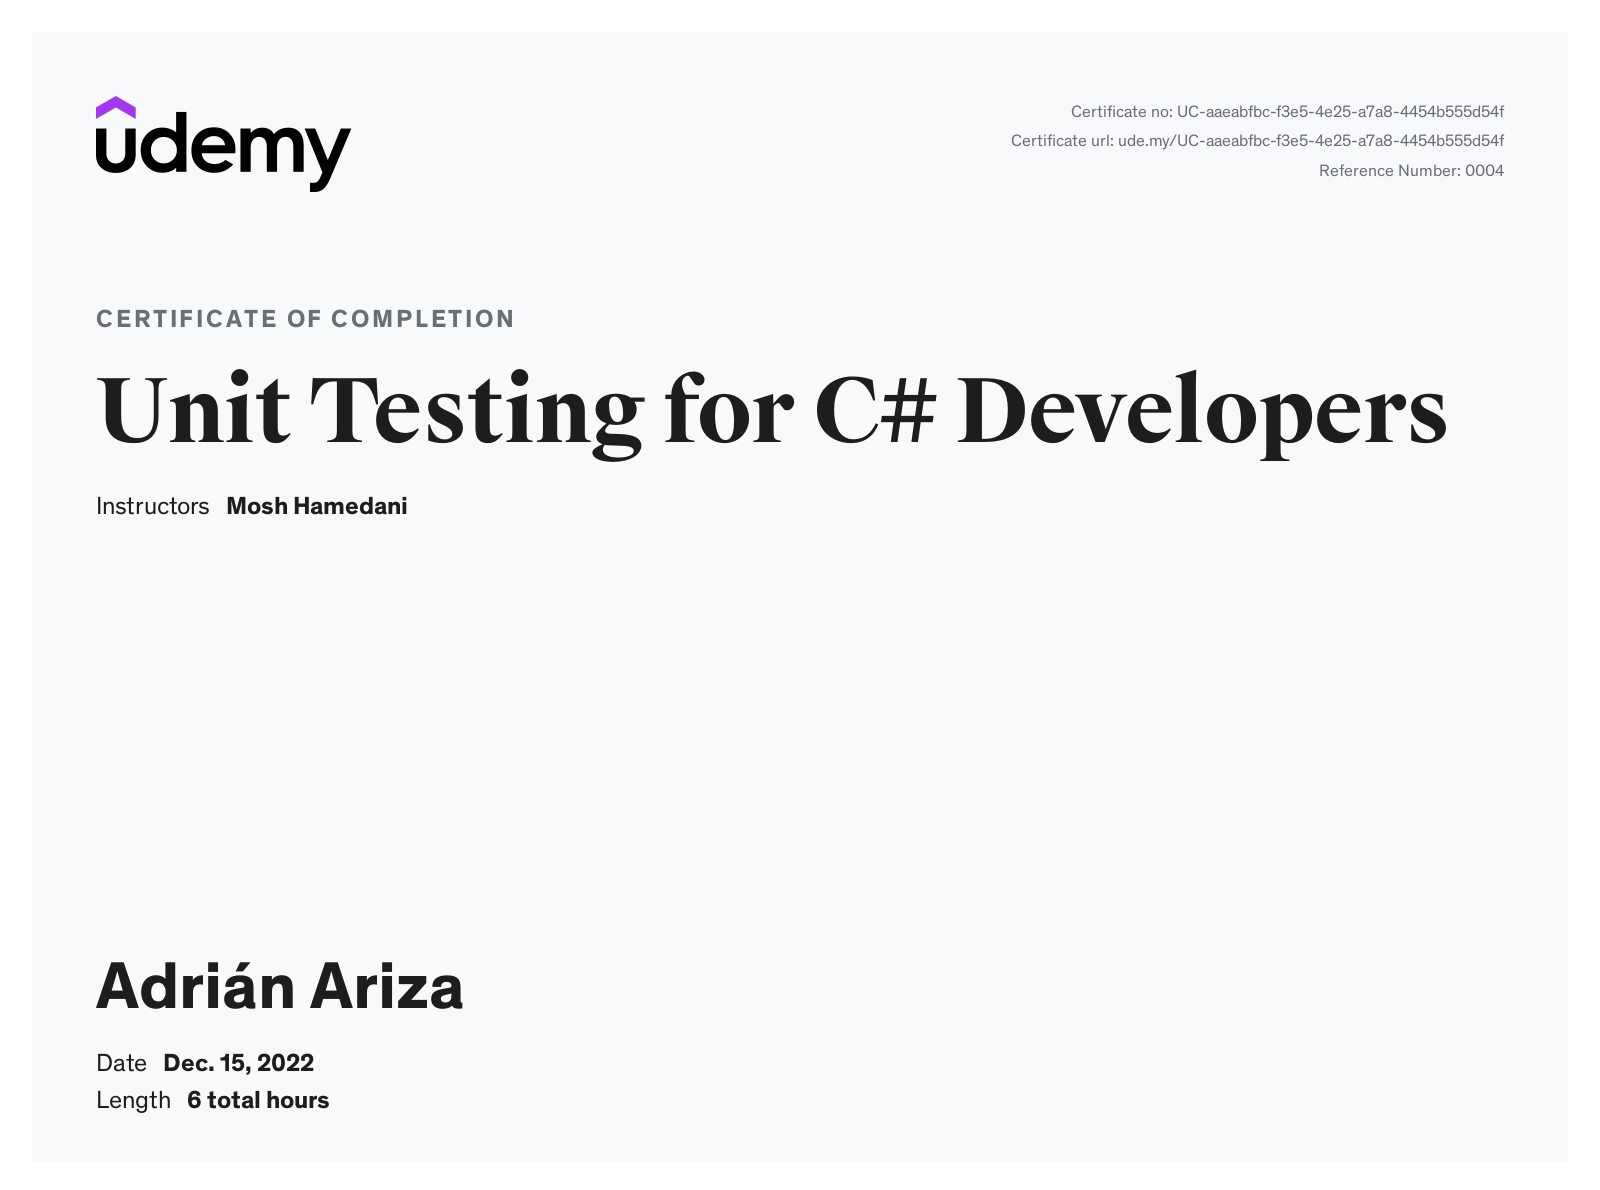 udemy
Certificate no: UC-aaeabfbc-f3e5-4e25-a7a8-4454b555d54f
Certificate url: ude.my/UC-aaeabfbc-f3e5-4e25-a7a8-4454b555d54f
Reference Number: 0004
CERTIFICATE OF COMPLETION
Unit Testing for C# Developers
Instructors Mosh Hamedani
Adrián Ariza
Date Dec. 15, 2022
Length 6 total hours